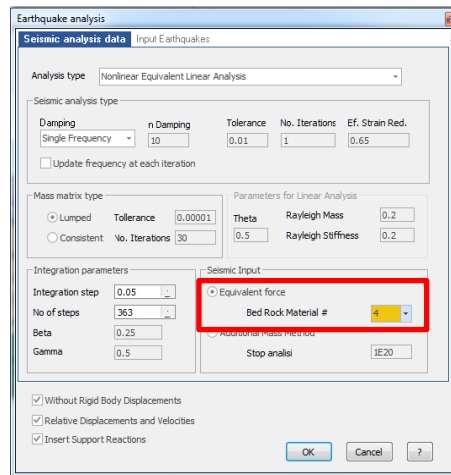 Earthquake analysis
Seismic analysis data Input Earthquakes
Analysis type Nonlinear Equivalent Linear Analysis
Seismic analysis type
Damping n Damping Tolerance No. Iterations Ef. Strain Red.
Single Frequency 10 0.01 1 0.65
Update frequency at each iteration
Mass matrix type Parameters for Linear Analysis
Lumped Tollerance 0.00001 Theta Rayleigh Mass 0.2
Consistent No. Iterations 30 0.5 Rayleigh Stiffness 0.2
Integration parameters Seismic Input
Integration step 0.05 Equivalent force
No of steps 363 Bed Rock Material # 4
Beta 0.25 Additional Mass Method
Gamma 0.5 Stop analisi 1E20
Without Rigid Body Displacements
Relative Displacements and Velocities
Insert Support Reactions
OK Cancel ?